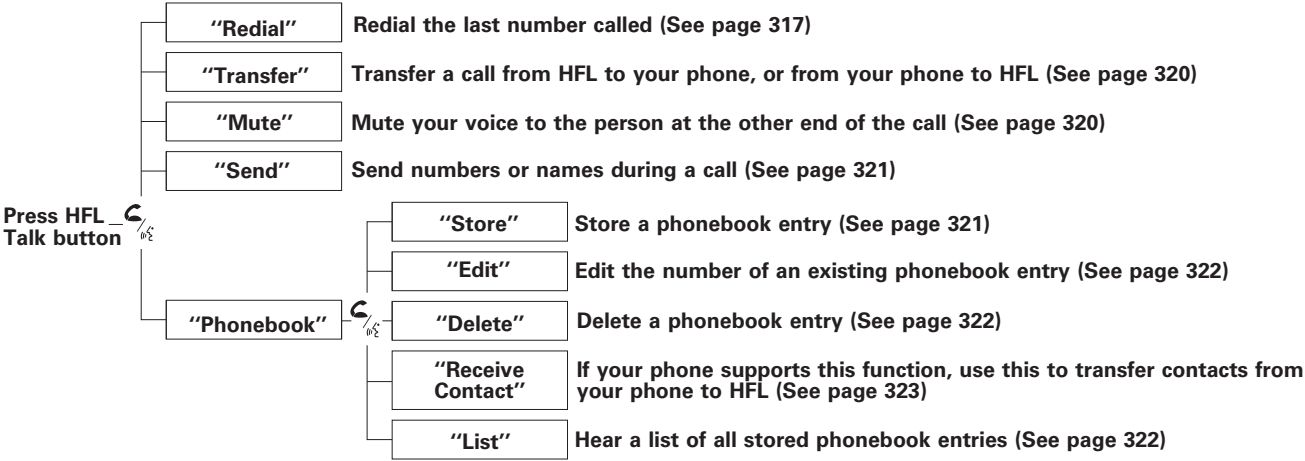 “Redial” Redial the last number called (See page 317)
“Transfer” Transfer a call from HFL to your phone, or from your phone to HFL (See page 320)
“Mute” Mute your voice to the person at the other end of the call (See page 320)
“Send” Send numbers or names during a call (See page 321)
Press HFL
Talk button
“Phonebook”
“Store” Store a phonebook entry (See page 321)
“Edit” Edit the number of an existing phonebook entry (See page 322)
“Delete” Delete a phonebook entry (See page 322)
“Receive
Contact”
If your phone supports this function, use this to transfer contacts from
your phone to HFL (See page 323)
“List” Hear a list of all stored phonebook entries (See page 322)